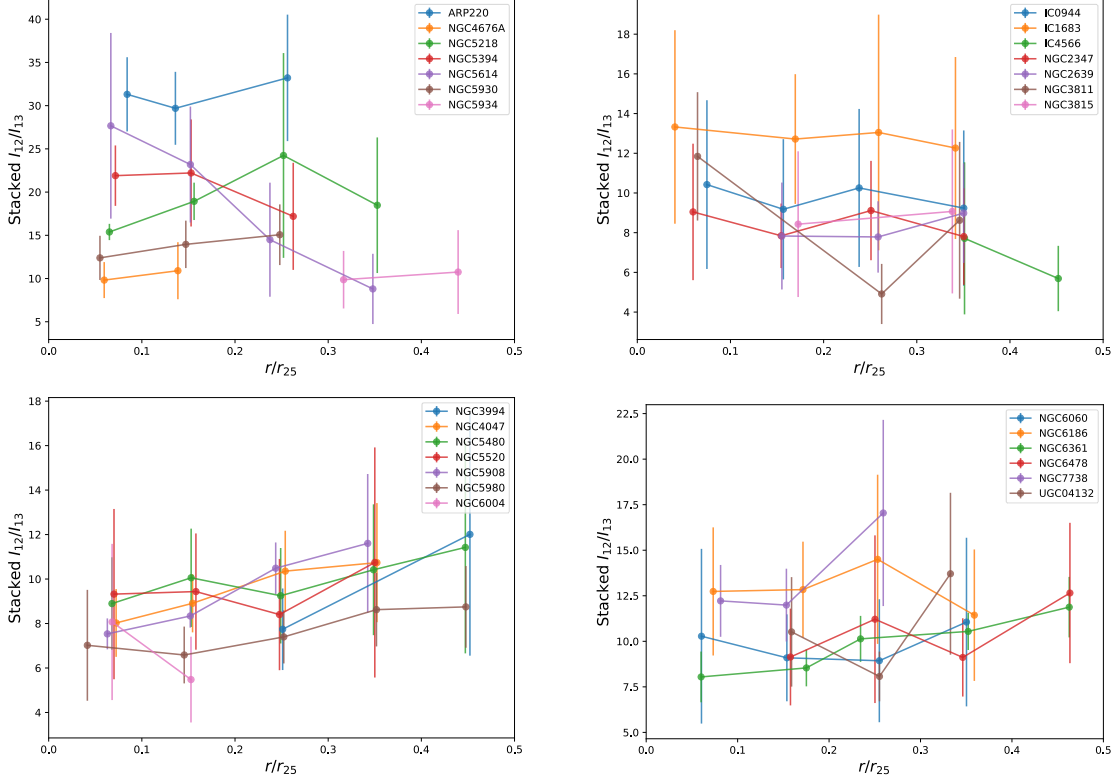 40
35
30
25
20
15
10
5
Stacked I12/I13
ARP220
NGC4676A
NGC5218
NGC5394
NGC5614
NGC5930
NGC5934
0.0 0.1 0.2 0.3 0.4 0.5
r/r25
18
16
14
12
10
8
6
4
Stacked I12/I13
IC0944
IC1683
IC4566
NGC2347
NGC2639
NGC3811
NGC3815
0.0 0.1 0.2 0.3 0.4 0.5
r/r25
18
16
14
12
10
8
6
4
Stacked I12/I13
NGC3994
NGC4047
NGC5480
NGC5520
NGC5908
NGC5980
NGC6004
0.0 0.1 0.2 0.3 0.4 0.5
r/r25
22.5
20.0
17.5
15.0
12.5
10.0
7.5
5.0
Stacked I12/I13
NGC6060
NGC6186
NGC6361
NGC6478
NGC7738
UGC04132
0.0 0.1 0.2 0.3 0.4 0.5
r/r25